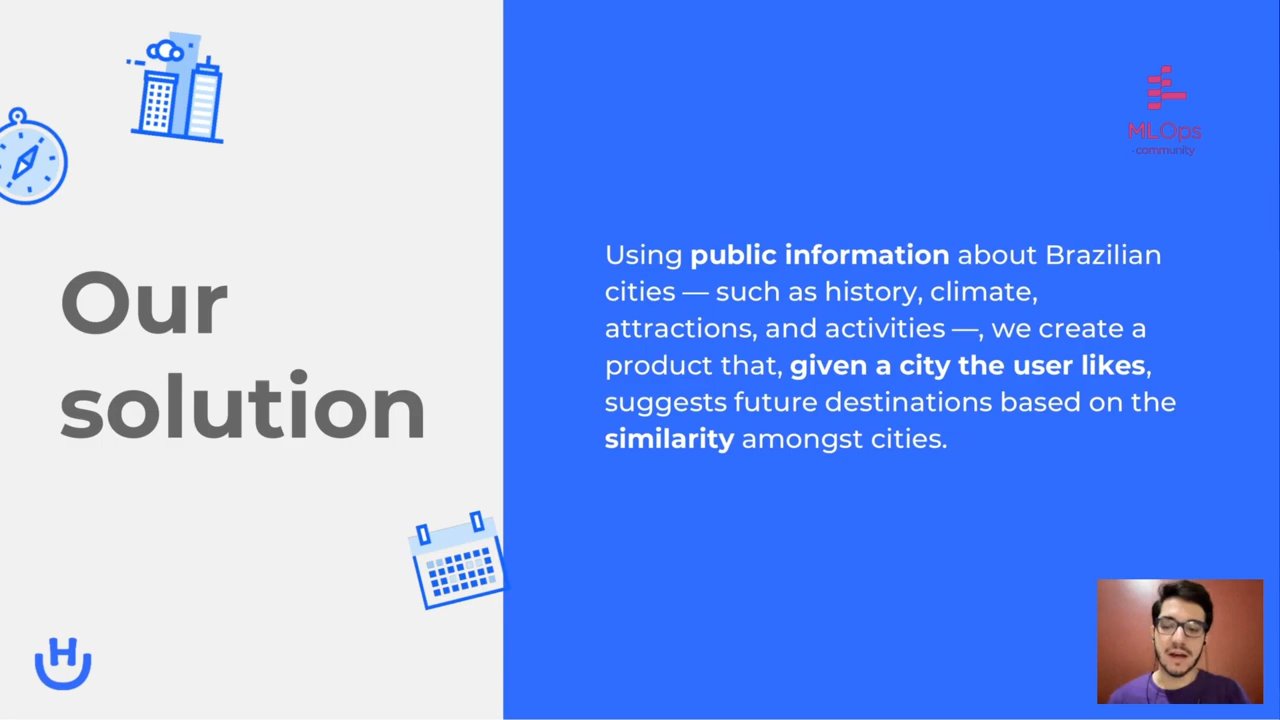 MLOps
community
Our
solution
Using public information about Brazilian
cities — such as history, climate,
attractions, and activities —, we create a
product that, given a city the user likes,
suggests future destinations based on the
similarity amongst cities.
H